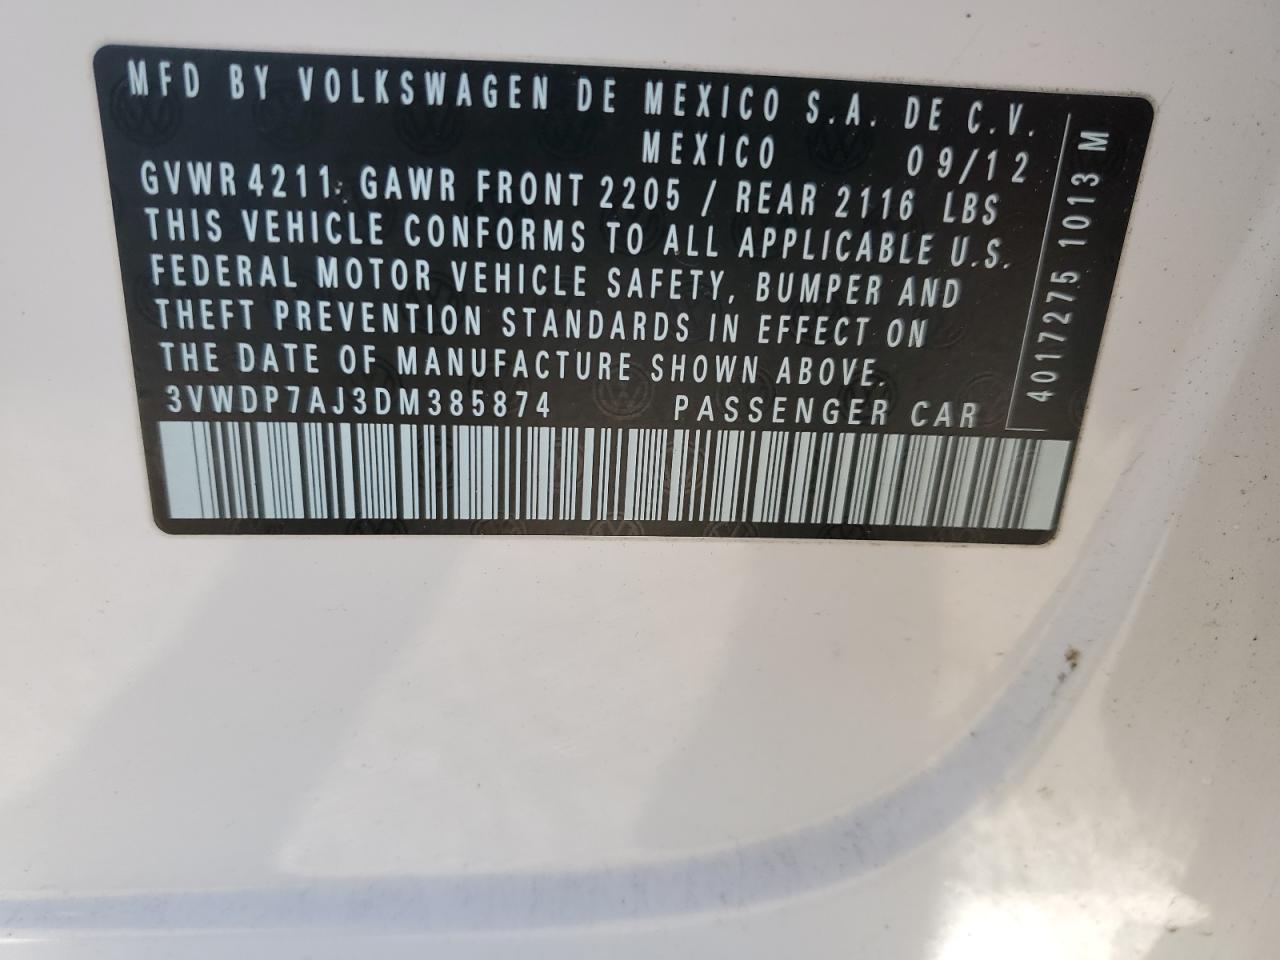 MFD BY VOLKSWAGEN DE MEXICO S.A. DE C.V.
MEXICO 09/12
GVWR 4211; GAWR FRONT 2205 / REAR 2116 LBS
THIS VEHICLE CONFORMS TO ALL APPLICABLE U.S.
FEDERAL MOTOR VEHICLE SAFETY, BUMPER AND
THEFT PREVENTION STANDARDS IN EFFECT ON
THE DATE OF MANUFACTURE SHOWN ABOVE.
3VWDP7AJ3DM385874 PASSENGER CAR
4017275 1013 M